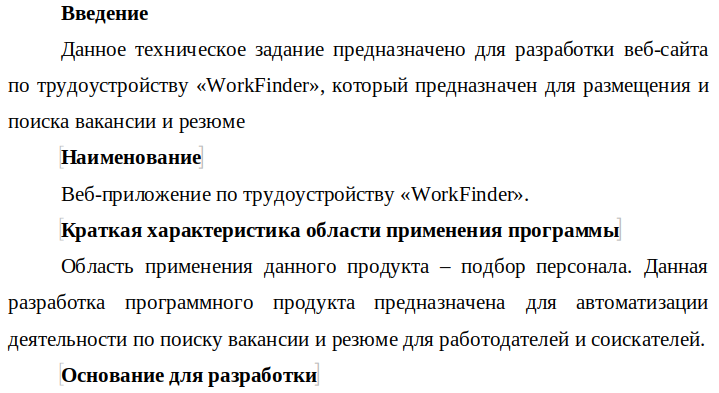 Введение
Данное техническое задание предназначено для разработки веб-сайта
по трудоустройству «WorkFinder», который предназначен для размещения и
поиска вакансии и резюме
Наименование
Веб-приложение по трудоустройству «WorkFinder».
Краткая характеристика области применения программы
Область применения данного продукта – подбор персонала. Данная
разработка программного продукта предназначена для автоматизации
деятельности по поиску вакансии и резюме для работодателей и соискателей.
Основание для разработки